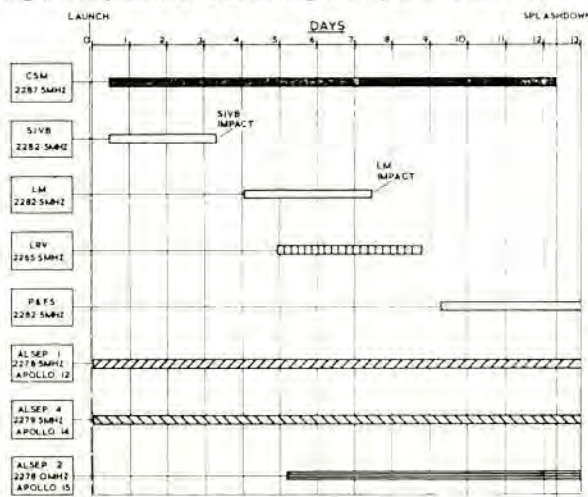 LAUNCH
SPLASHDOWN
DAYS
0 1 2 3 4 5 6 7 8 9 10 11 12 13
CSM
2287 5MHZ
SIVB
2282 5MHZ
SIVB
IMPACT
LM
2282 5MHZ
LM
IMPACT
LRV
2265 5MHZ
P&FS
2282 5MHZ
ALSEP 1
2278 5MHZ
APOLLO 12
ALSEP 4
2279 5MHZ
APOLLO 14
ALSEP 2
2278 0MHZ
APOLLO 15